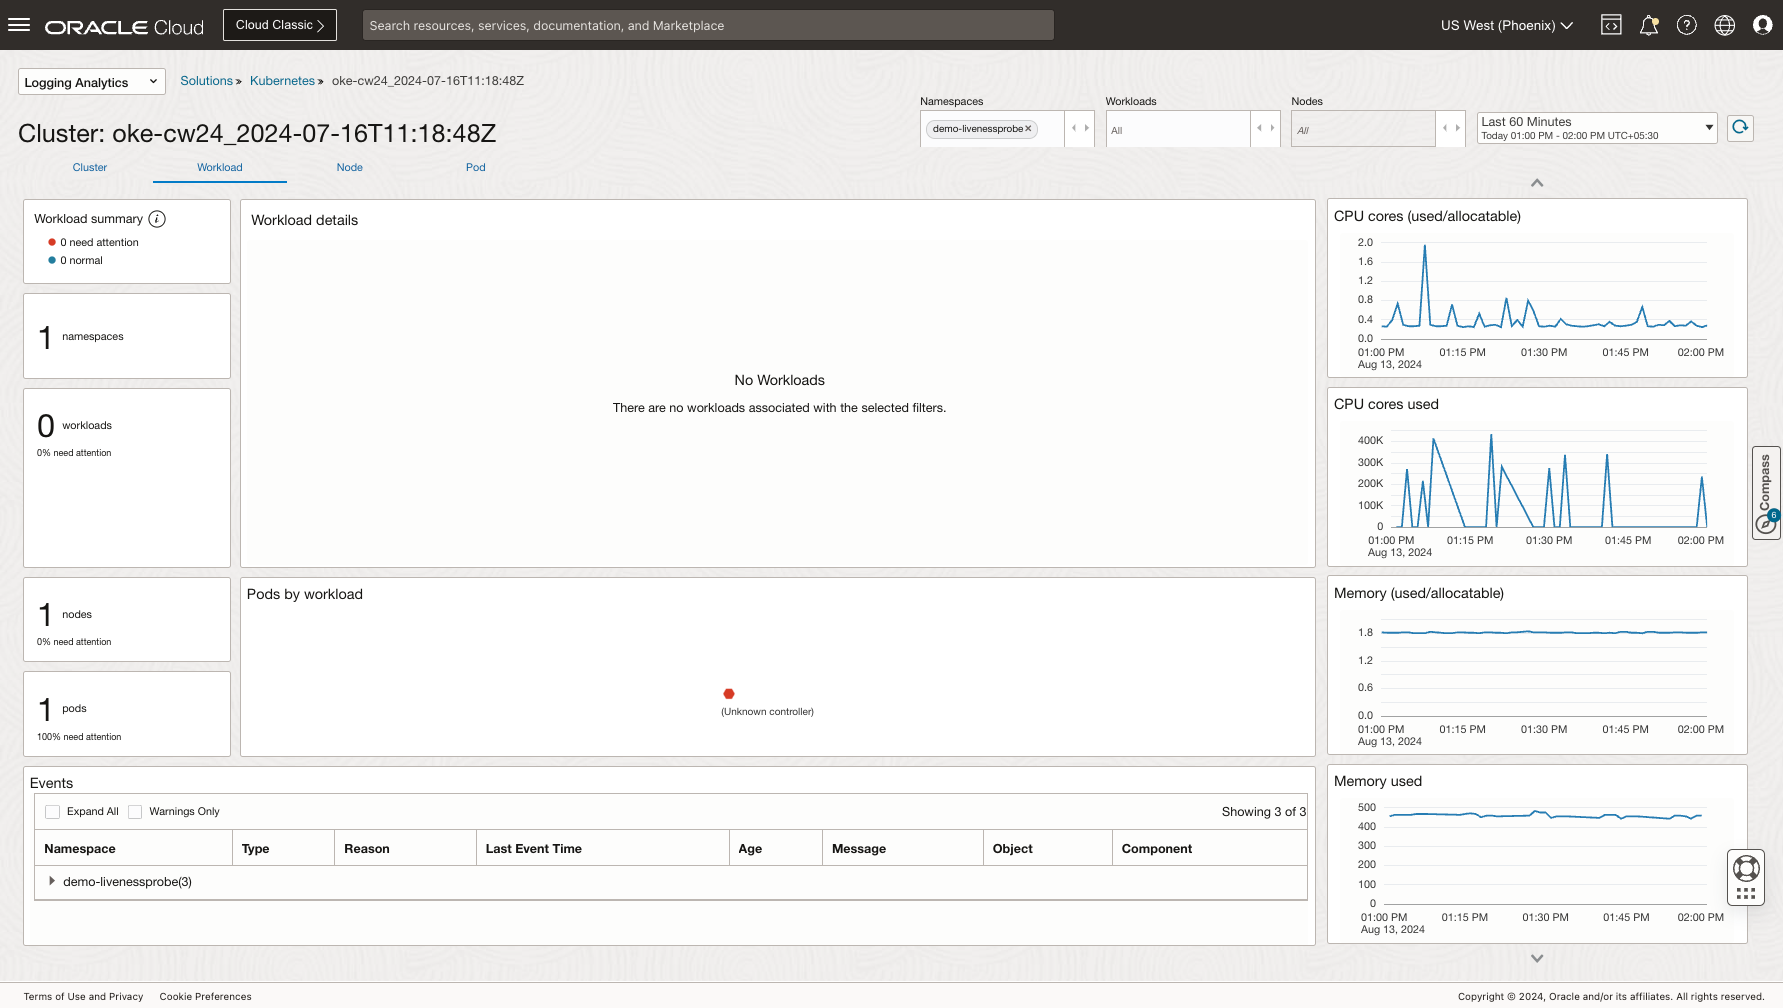 ORACLE Cloud
Cloud Classic
Search resources, services, documentation, and Marketplace
US West (Phoenix)
Logging Analytics
Solutions » Kubernetes » oke-cw24_2024-07-16T11:18:48Z
Cluster: oke-cw24_2024-07-16T11:18:48Z
Namespaces
demo-livenessprobe
Workloads
All
Nodes
All
Last 60 Minutes
Today 01:00 PM - 02:00 PM UTC+05:30
Cluster
Workload
Node
Pod
Workload summary
0 need attention
0 normal
1 namespaces
0 workloads
0% need attention
1 nodes
0% need attention
1 pods
100% need attention
Workload details
No Workloads
There are no workloads associated with the selected filters.
Pods by workload
(Unknown controller)
Events
Expand All
Warnings Only
Showing 3 of 3
Namespace Type Reason Last Event Time Age Message Object Component
demo-livenessprobe(3)
CPU cores (used/allocatable)
2.0
1.6
1.2
0.8
0.4
0.0
01:00 PM 01:15 PM 01:30 PM 01:45 PM 02:00 PM
Aug 13, 2024
CPU cores used
400K
300K
200K
100K
0
01:00 PM 01:15 PM 01:30 PM 01:45 PM 02:00 PM
Aug 13, 2024
Memory (used/allocatable)
1.8
1.2
0.6
0.0
01:00 PM 01:15 PM 01:30 PM 01:45 PM 02:00 PM
Aug 13, 2024
Memory used
500
400
300
200
100
0
01:00 PM 01:15 PM 01:30 PM 01:45 PM 02:00 PM
Aug 13, 2024
Compass
6
Terms of Use and Privacy
Cookie Preferences
Copyright © 2024, Oracle and/or its affiliates. All rights reserved.